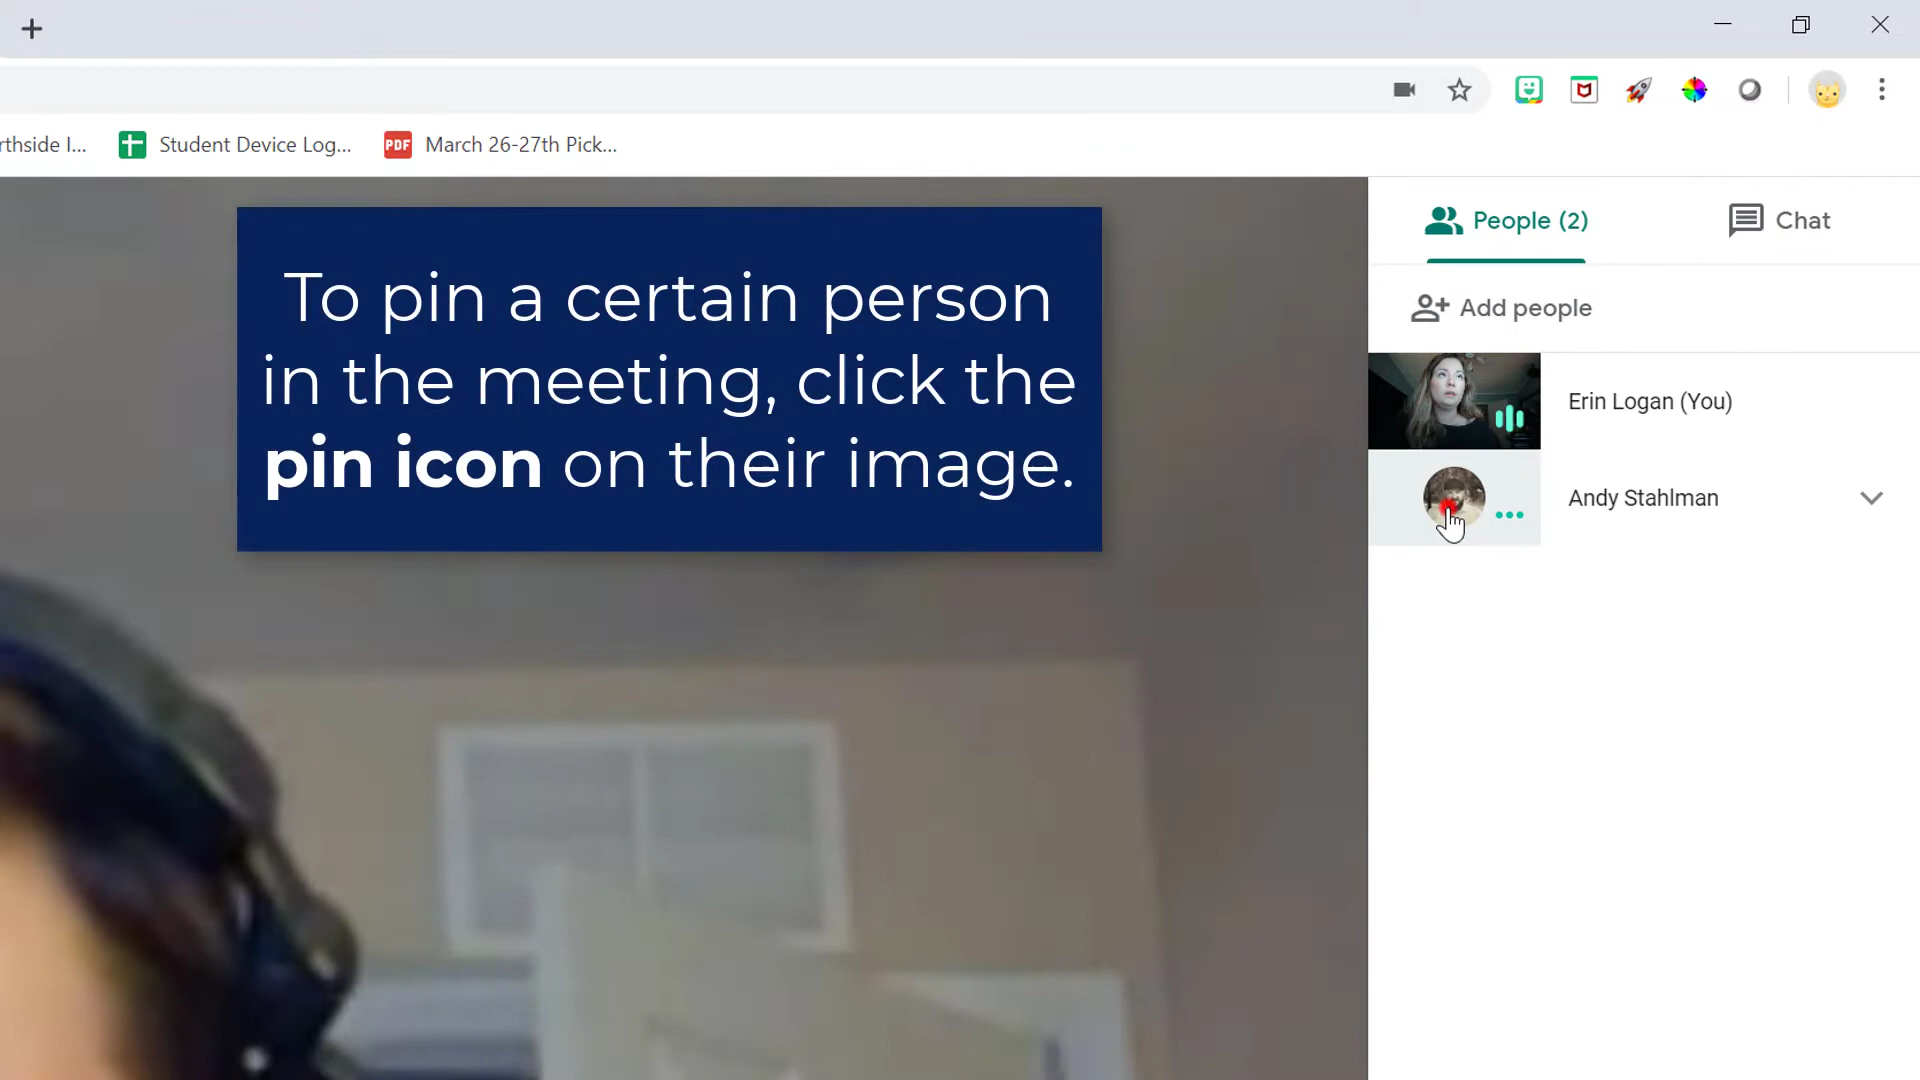 rthside I...
Student Device Log...
PDF
March 26-27th Pick...
To pin a certain person
in the meeting, click the
pin icon on their image.
People (2)
Chat
Add people
Erin Logan (You)
Andy Stahlman